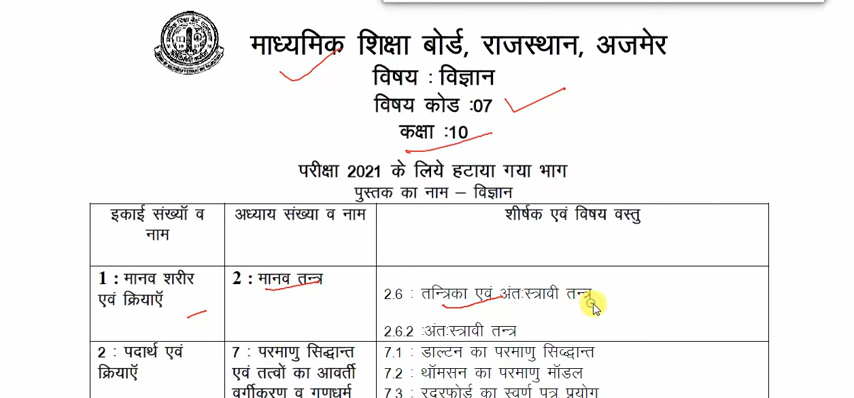 माध्यमिक शिक्षा बोर्ड, राजस्थान, अजमेर
विषय : विज्ञान
विषय कोड :07
कक्षा :10
परीक्षा 2021 के लिये हटाया गया भाग
पुस्तक का नाम – विज्ञान
इकाई संख्याँ व नाम
अध्याय संख्या व नाम
शीर्षक एवं विषय वस्तु
1 : मानव शरीर एवं क्रियाएँ
2 : मानव तन्त्र
2.6 : तन्त्रिका एवं अंतःस्त्रावी तन्त्र
2.6.2 :अंतःस्त्रावी तन्त्र
2 : पदार्थ एवं क्रियाएँ
7 : परमाणु सिद्धान्त
एवं तत्वों का आवर्ती
वर्गीकरण व गुणधर्म
7.1 : डाल्टन का परमाणु सिद्धान्त
7.2 : थॉमसन का परमाणु मॉडल
7.3 : रदरफोर्ड का स्वर्ण पत्र प्रयोग